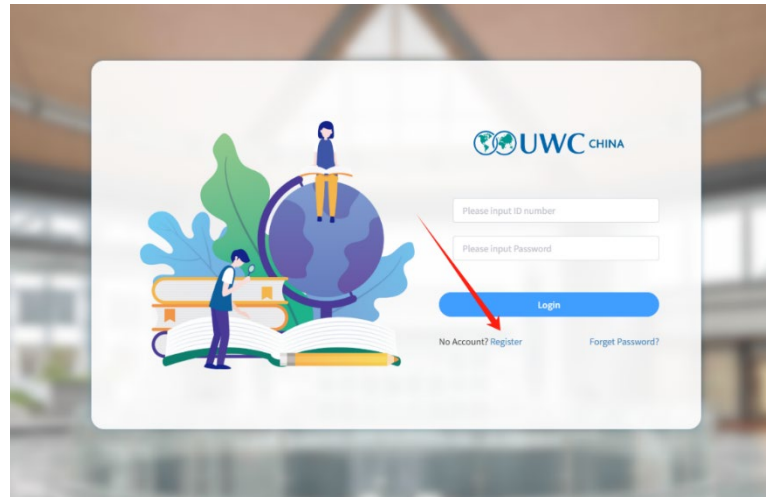 UWC CHINA
Please input ID number
Please input Password
Login
No Account? Register
Forget Password?